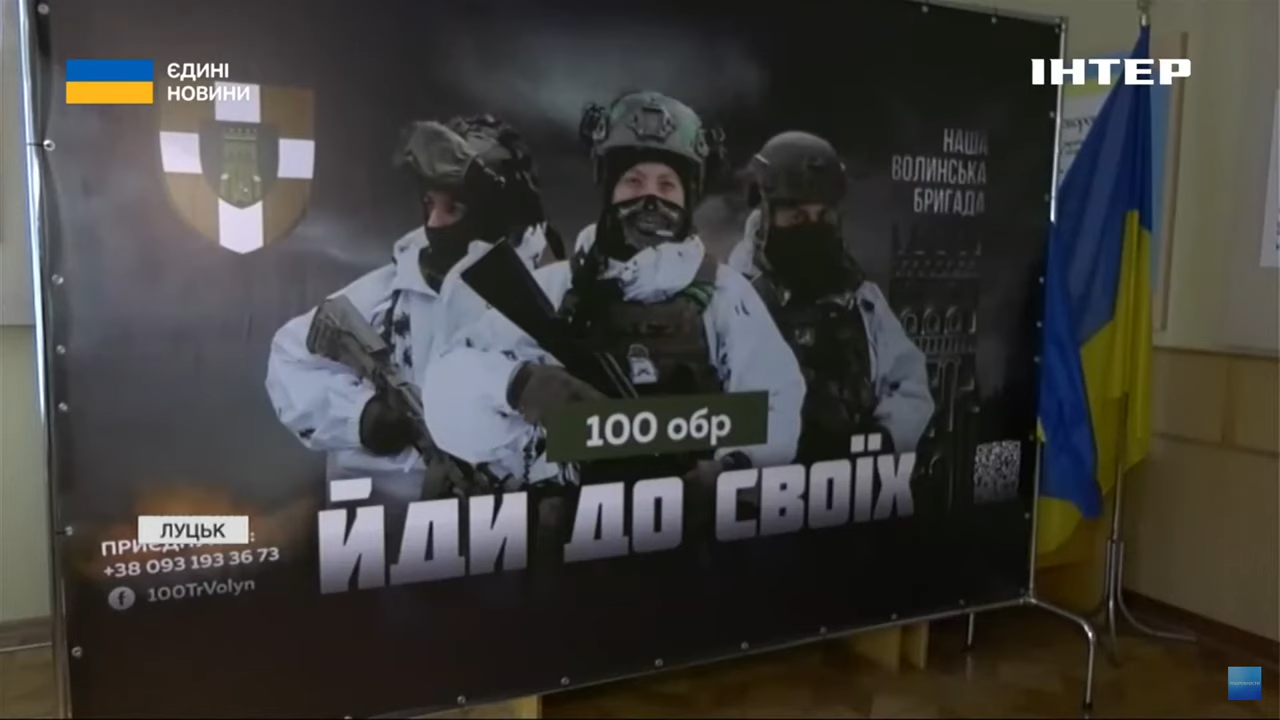 ЄДИНІ
НОВИНИ
ІНТЕР
НАША
ВОЛИНСЬКА
БРИГАДА
100 обр
ЙДИ ДО СВОЇХ
ЛУЦЬК
+38 093 193 36 73
100TrVolyn